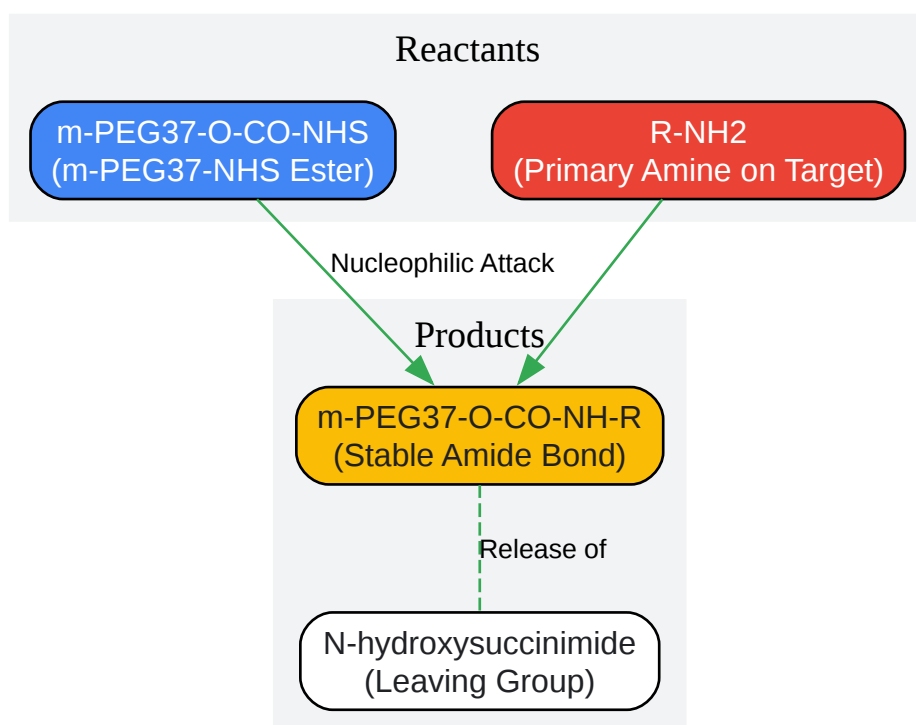 Reactants
m-PEG37-O-CO-NHS
(m-PEG37-NHS Ester)
R-NH2
(Primary Amine on Target)
Nucleophilic Attack
Products
m-PEG37-O-CO-NH-R
(Stable Amide Bond)
Release of
N-hydroxysuccinimide
(Leaving Group)